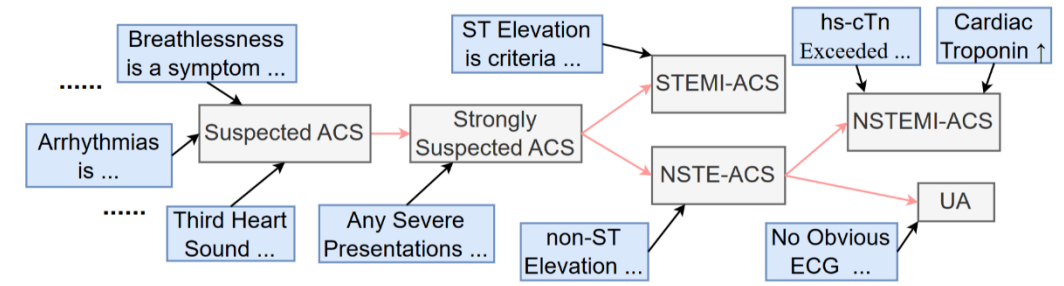 Breathlessness
is a symptom ...
ST Elevation
is criteria ...
hs-cTn
Exceeded ...
Cardiac
Troponin ↑
......
STEMI-ACS
Arrhythmias
is ...
Suspected ACS
Strongly
Suspected ACS
NSTEMI-ACS
NSTE-ACS
UA
......
Third Heart
Sound ...
Any Severe
Presentations ...
non-ST
Elevation ...
No Obvious
ECG ...